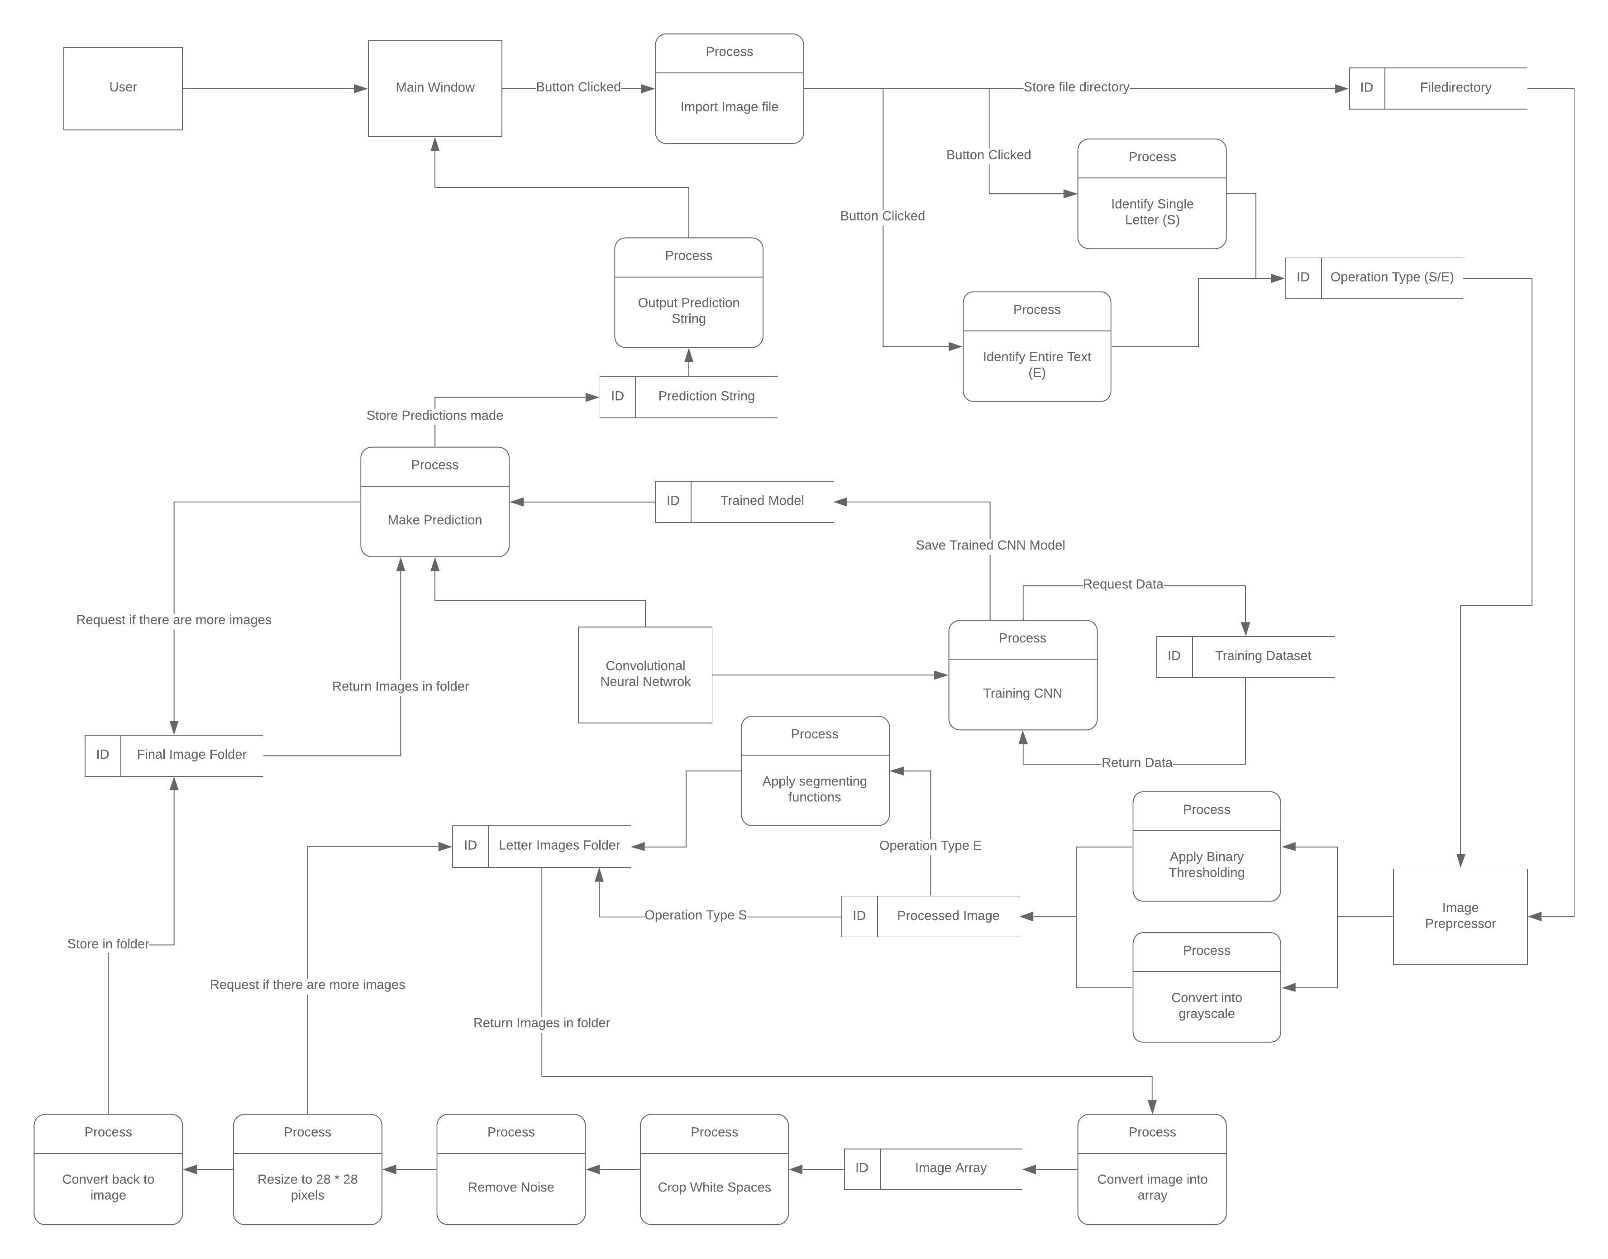 User
Main Window
Button Clicked
Process
Import Image file
Store file directory
ID
Filedirectory
Button Clicked
Process
Identify Single
Letter (S)
Button Clicked
Process
Identify Entire Text
(E)
ID
Operation Type (S/E)
Process
Output Prediction
String
ID
Prediction String
Store Predictions made
Process
Make Prediction
ID
Trained Model
Save Trained CNN Model
Request Data
Process
Training CNN
ID
Training Dataset
Return Data
Request if there are more images
Return Images in folder
Convolutional
Neural Netwrok
ID
Final Image Folder
Process
Apply segmenting
functions
ID
Letter Images Folder
Operation Type E
Operation Type S
ID
Processed Image
Process
Apply Binary
Thresholding
Process
Convert into
grayscale
Image
Preprcessor
Store in folder
Request if there are more images
Return Images in folder
Process
Convert back to
image
Process
Resize to 28 * 28
pixels
Process
Remove Noise
Process
Crop White Spaces
ID
Image Array
Process
Convert image into
array